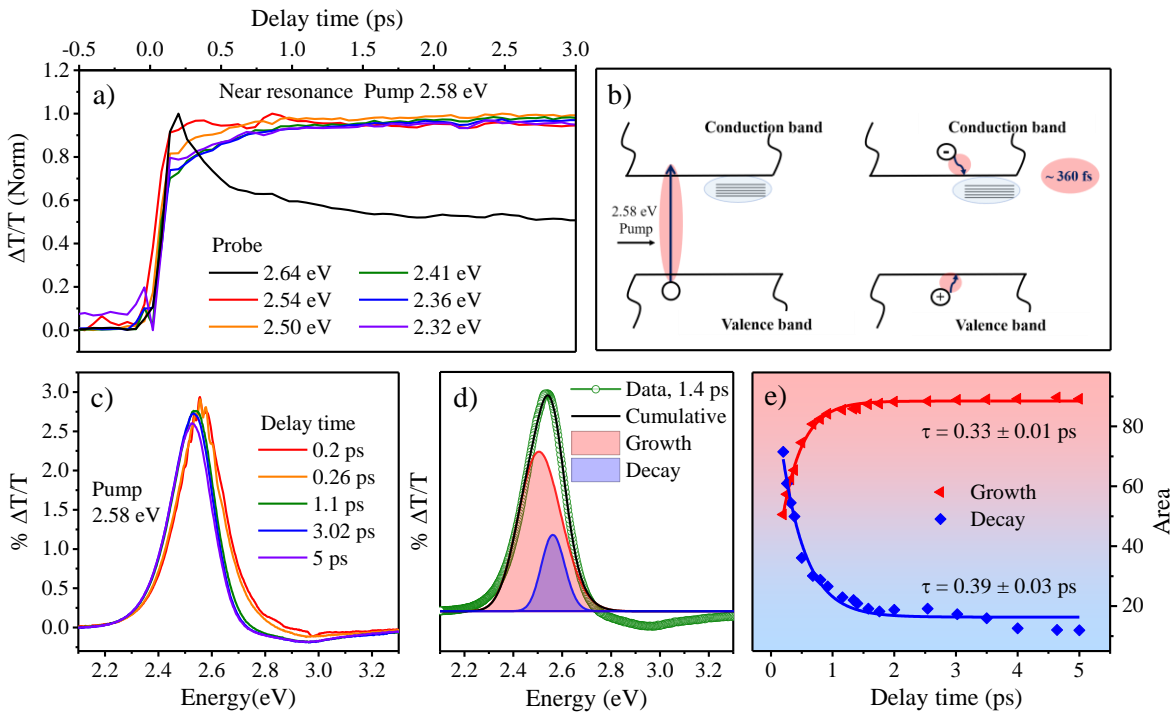 Delay time (ps)
-0.5 0.0 0.5 1.0 1.5 2.0 2.5 3.0
a)
Near resonance Pump 2.58 eV
ΔT/T (Norm)
1.2
1.0
0.8
0.6
0.4
0.2
0.0
Probe
2.64 eV 2.41 eV
2.54 eV 2.36 eV
2.50 eV 2.32 eV
b)
Conduction band Conduction band
-
~ 360 fs
2.58 eV
Pump
+
Valence band Valence band
c)
% ΔT/T
3.0
2.5
2.0
1.5
1.0
0.5
0.0
Delay time
0.2 ps
0.26 ps
1.1 ps
3.02 ps
5 ps
Pump
2.58 eV
2.2 2.4 2.6 2.8 3.0 3.2
Energy(eV)
d)
% ΔT/T
Data, 1.4 ps
Cumulative
Growth
Decay
2.2 2.4 2.6 2.8 3.0 3.2
Energy (eV)
e)
τ = 0.33 ± 0.01 ps
Growth
Decay
τ = 0.39 ± 0.03 ps
80
60
40
20
Area
0 1 2 3 4 5
Delay time (ps)